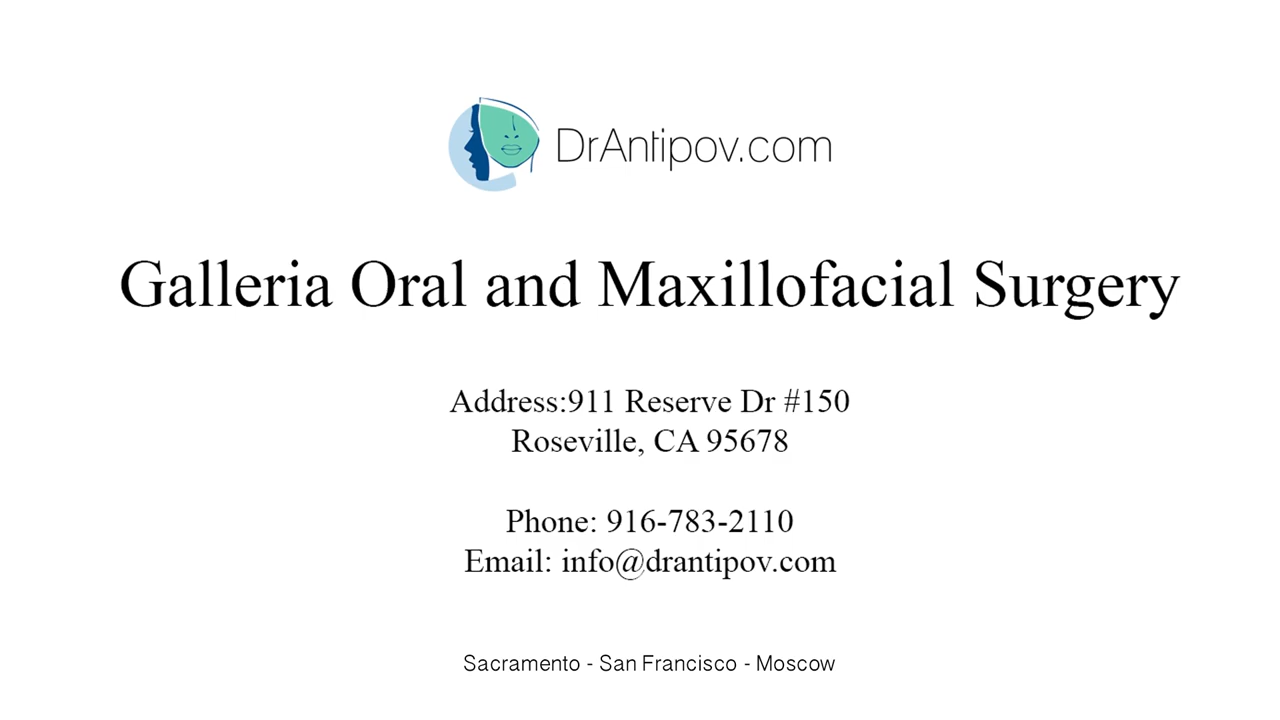 DrAntipov.com
Galleria Oral and Maxillofacial Surgery
Address:911 Reserve Dr #150
Roseville, CA 95678
Phone: 916-783-2110
Email: info@drantipov.com
Sacramento - San Francisco - Moscow